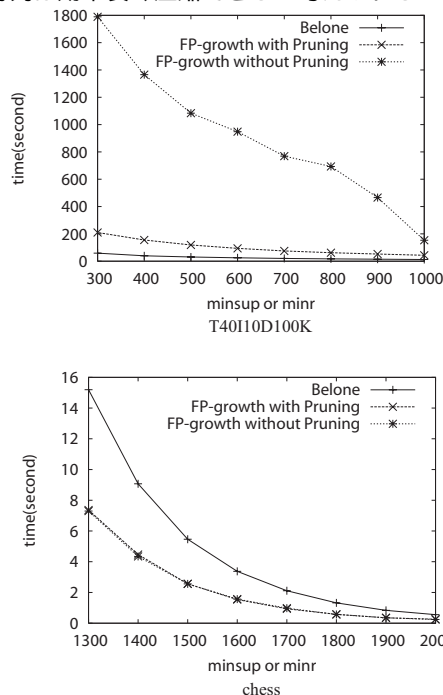 1800
1600
1400
1200
1000
800
600
400
200
0
time(second)
Belone
FP-growth with Pruning
FP-growth without Pruning
300 400 500 600 700 800 900 1000
minsup or minr
T40I10D100K
16
14
12
10
8
6
4
2
0
time(second)
Belone
FP-growth with Pruning
FP-growth without Pruning
1300 1400 1500 1600 1700 1800 1900 200
minsup or minr
chess